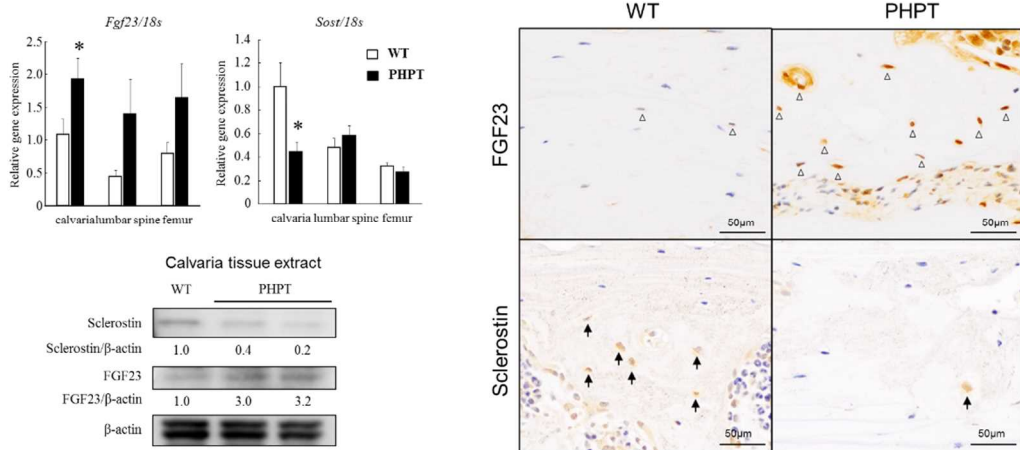 Fgf23/18s
Relative gene expression
2.5
2.0
1.5
1.0
0.5
0
*
calvaria lumbar spine femur
Sost/18s
Relative gene expression
1.4
1.2
1.0
0.8
0.6
0.4
0.2
0
*
WT
PHPT
calvaria lumbar spine femur
Calvaria tissue extract
WT PHPT
Sclerostin
Sclerostin/β-actin 1.0 0.4 0.2
FGF23
FGF23/β-actin 1.0 3.0 3.2
β-actin
WT PHPT
FGF23
50μm
50μm
Sclerostin
50μm
50μm